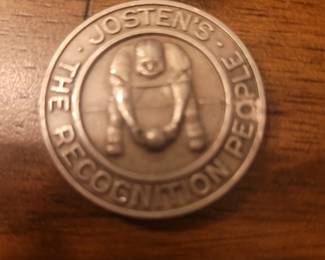 · JOSTEN'S ·
THE RECOGNITION PEOPLE